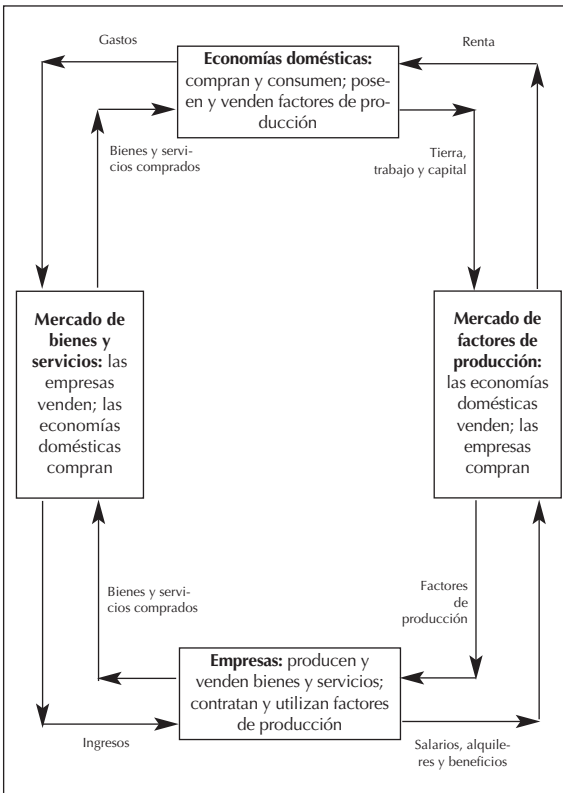 Gastos
Economías domésticas:
compran y consumen; pose-
en y venden factores de pro-
ducción
Renta
Bienes y servi-
cios comprados
Tierra,
trabajo y capital
Mercado de
bienes y
servicios: las
empresas
venden; las
economías
domésticas
compran
Mercado de
factores de
producción:
las economías
domésticas
venden; las
empresas
compran
Bienes y servi-
cios comprados
Factores
de
producción
Empresas: producen y
venden bienes y servicios;
contratan y utilizan factores
de producción
Ingresos
Salarios, alquile-
res y beneficios